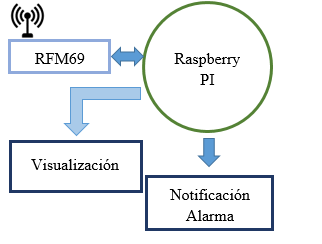 RFM69
Raspberry
PI
Visualización
Notificación
Alarma